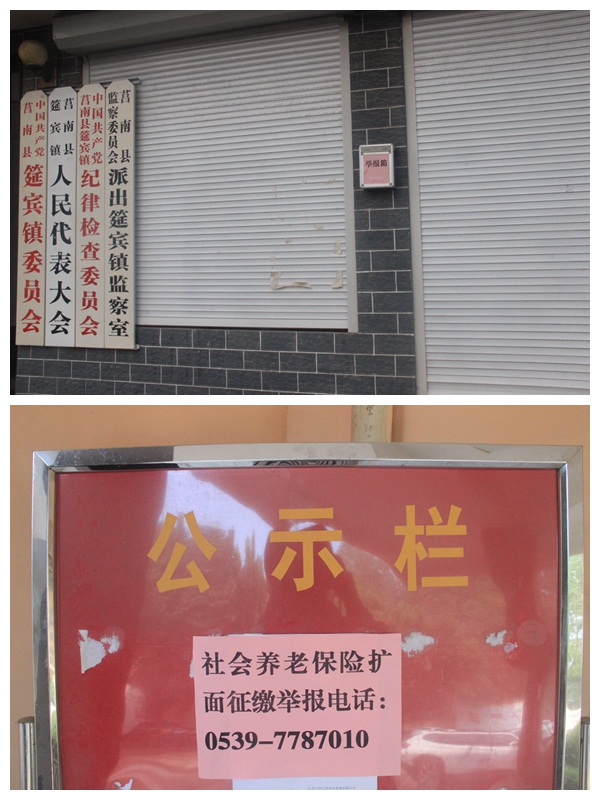 中国共产党
莒南县
筵宾镇委员会
莒南县
筵宾镇
人民代表大会
中国共产党
莒南县筵宾镇
纪律检查委员会
莒南县
监察委员会
派出筵宾镇监察室
举报箱
公示栏
社会养老保险扩
面征缴举报电话：
0539-7787010